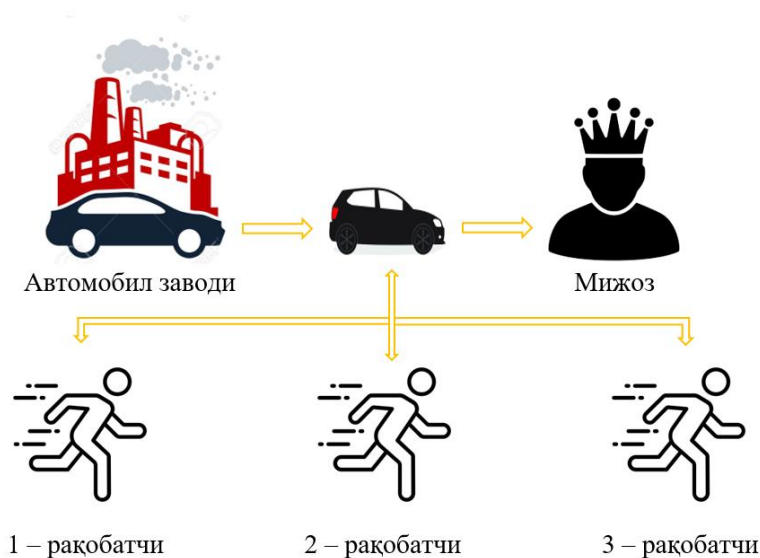 Автомобил заводи
Мижоз
1 – рақобатчи
2 – рақобатчи
3 – рақобатчи